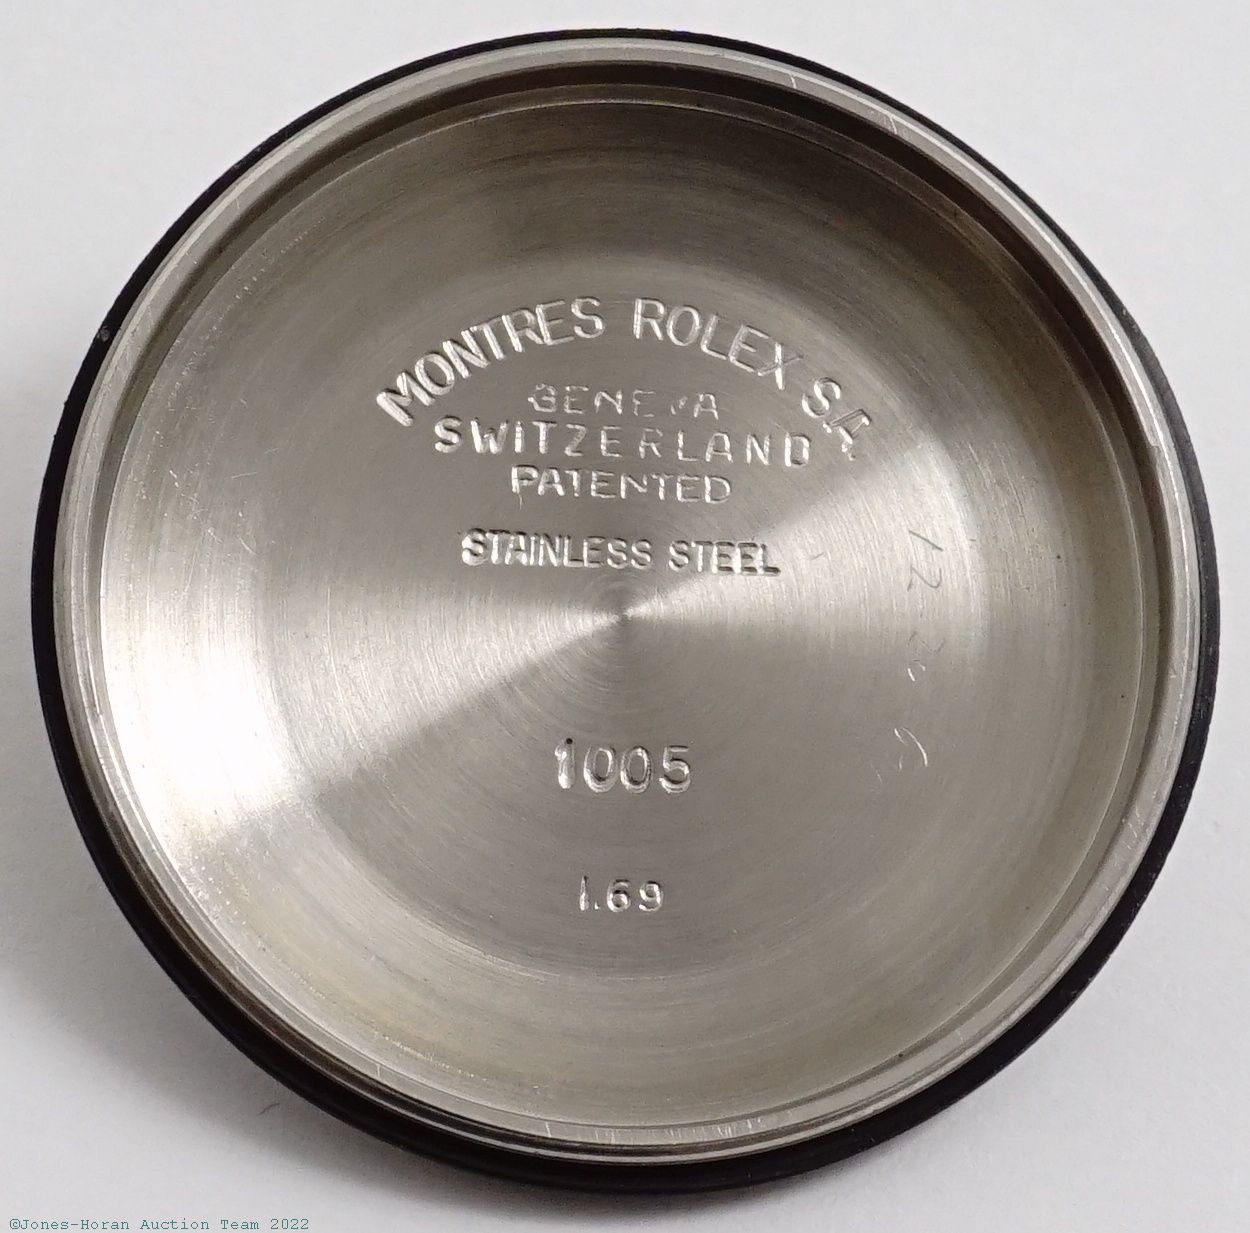 MONTRES ROLEX S.A
GENEVA
SWITZERLAND
PATENTED
STAINLESS STEEL
1005
I.69
©Jones-Horan Auction Team 2022